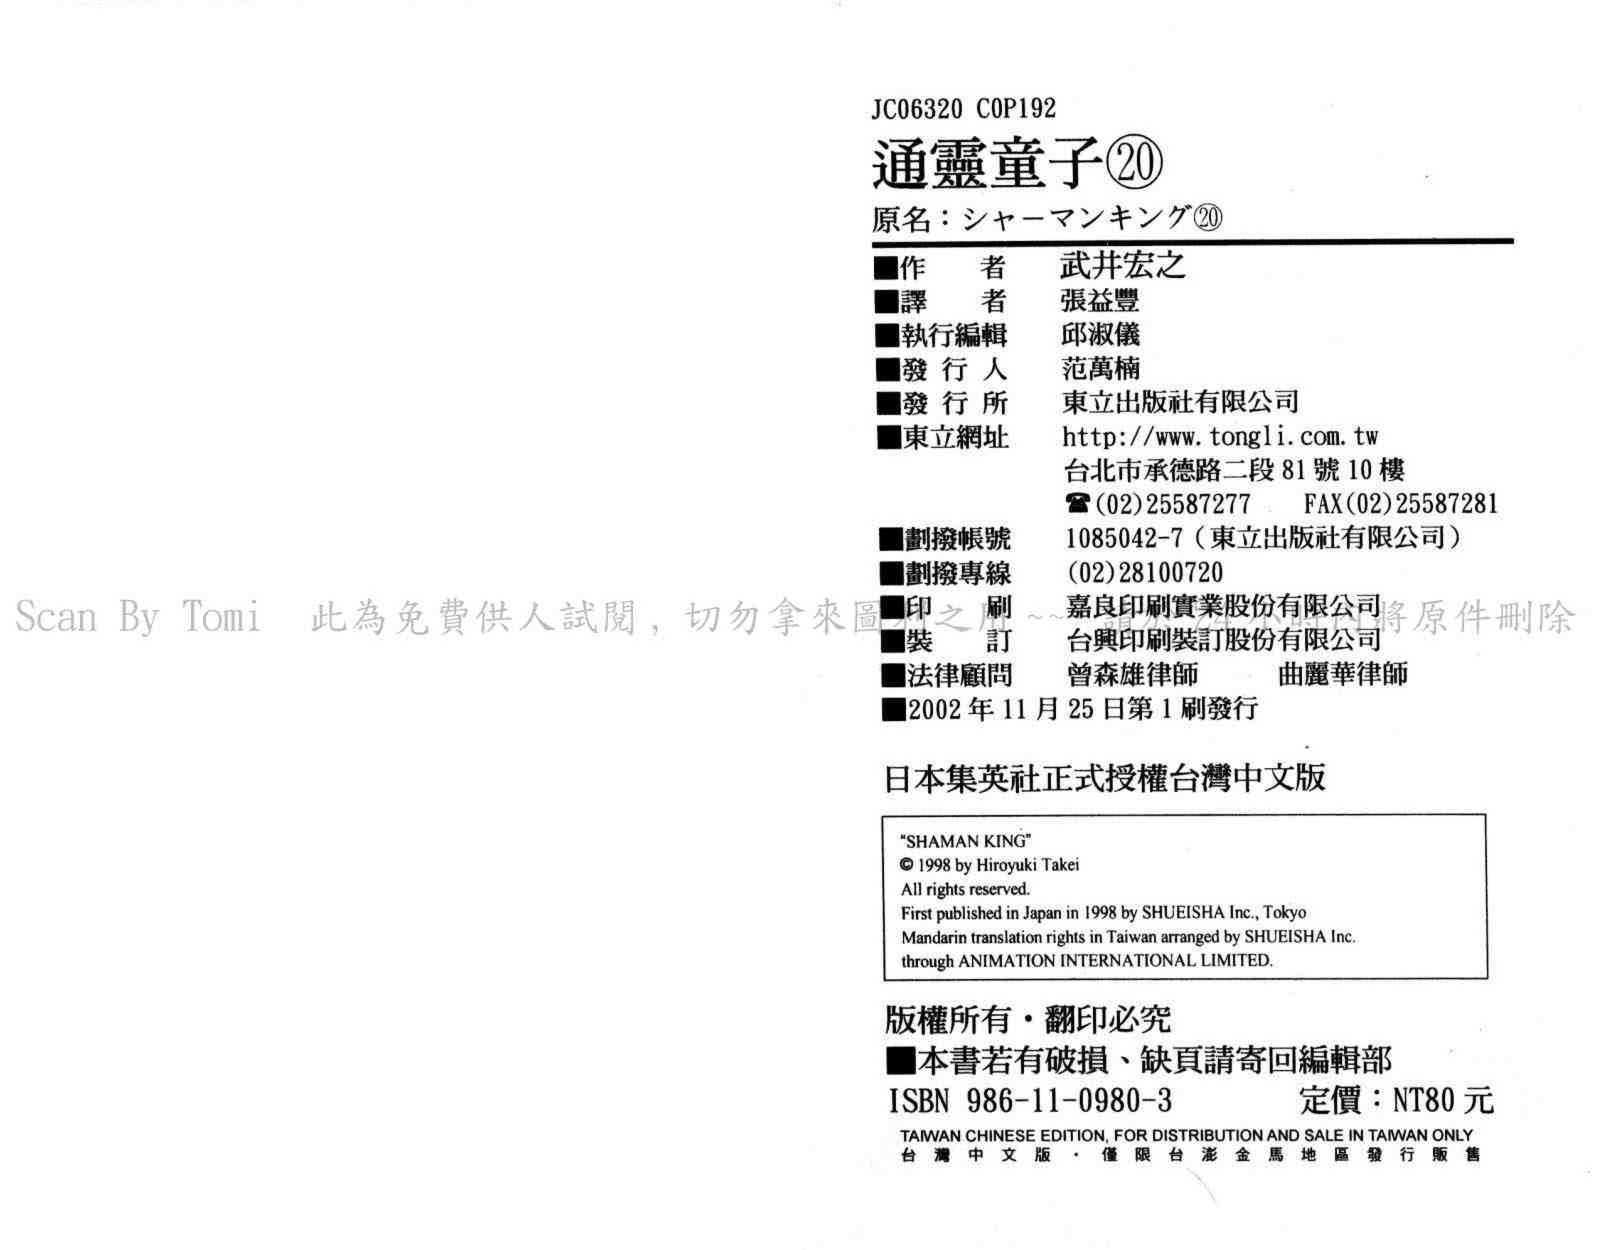 JC06320 C0P192
通靈童子⑳
原名：シャーマンキング⑳
■作　者　武井宏之
■譯　者　張益豐
■執行編輯　邱淑儀
■發行人　范萬楠
■發行所　東立出版社有限公司
■東立網址　http://www.tongli.com.tw
台北市承德路二段81號10樓
☎(02)25587277　FAX(02)25587281
■劃撥帳號　1085042-7（東立出版社有限公司）
■劃撥專線　(02)28100720
Scan By Tomi　此為免費供人試閱，切勿拿來圖利之用~~請於24小時內將原件刪除
■印　刷　嘉良印刷實業股份有限公司
■裝　訂　台興印刷裝訂股份有限公司
■法律顧問　曾森雄律師　曲麗華律師
■2002年11月25日第1刷發行
日本集英社正式授權台灣中文版
"SHAMAN KING"
© 1998 by Hiroyuki Takei
All rights reserved.
First published in Japan in 1998 by SHUEISHA Inc., Tokyo
Mandarin translation rights in Taiwan arranged by SHUEISHA Inc.
through ANIMATION INTERNATIONAL LIMITED.
版權所有・翻印必究
■本書若有破損、缺頁請寄回編輯部
ISBN 986-11-0980-3　定價：NT80元
TAIWAN CHINESE EDITION, FOR DISTRIBUTION AND SALE IN TAIWAN ONLY
台灣中文版・僅限台澎金馬地區發行販售